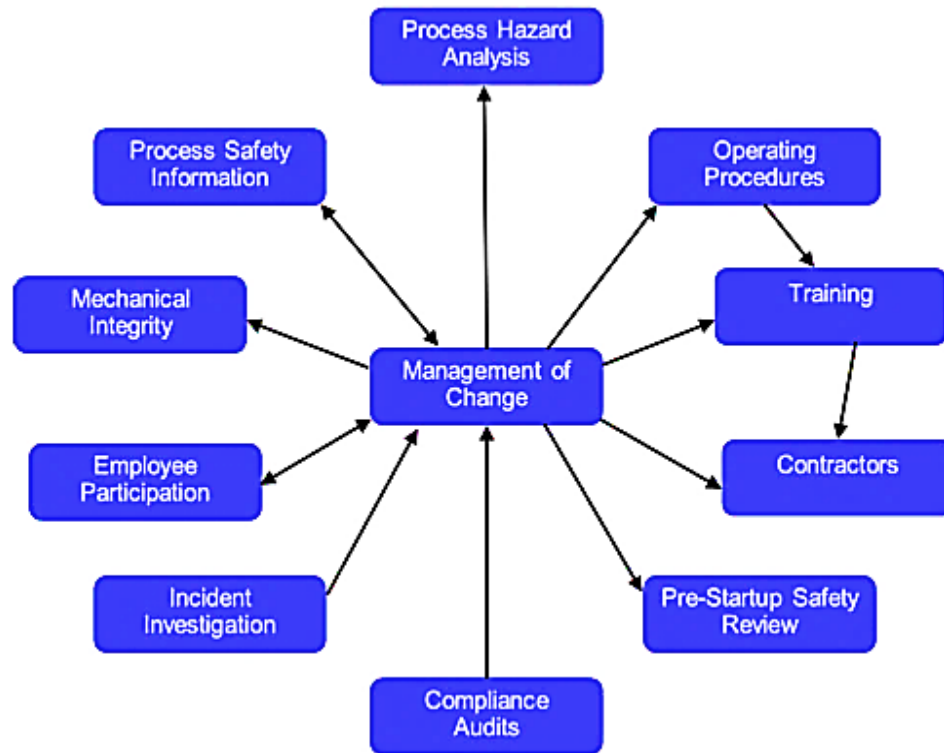 Process Hazard
Analysis
Process Safety
Information
Operating
Procedures
Mechanical
Integrity
Training
Management of
Change
Employee
Participation
Contractors
Incident
Investigation
Pre-Startup Safety
Review
Compliance
Audits